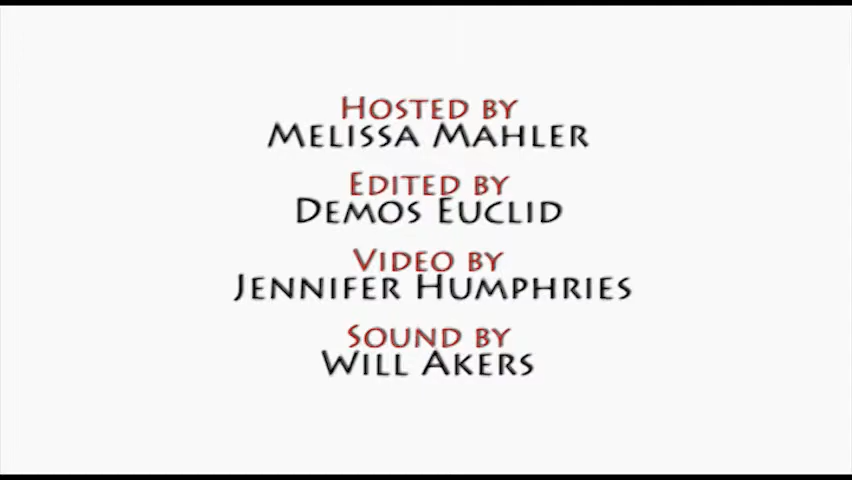 Hosted by
Melissa Mahler
Edited by
Demos Euclid
Video by
Jennifer Humphries
Sound by
Will Akers